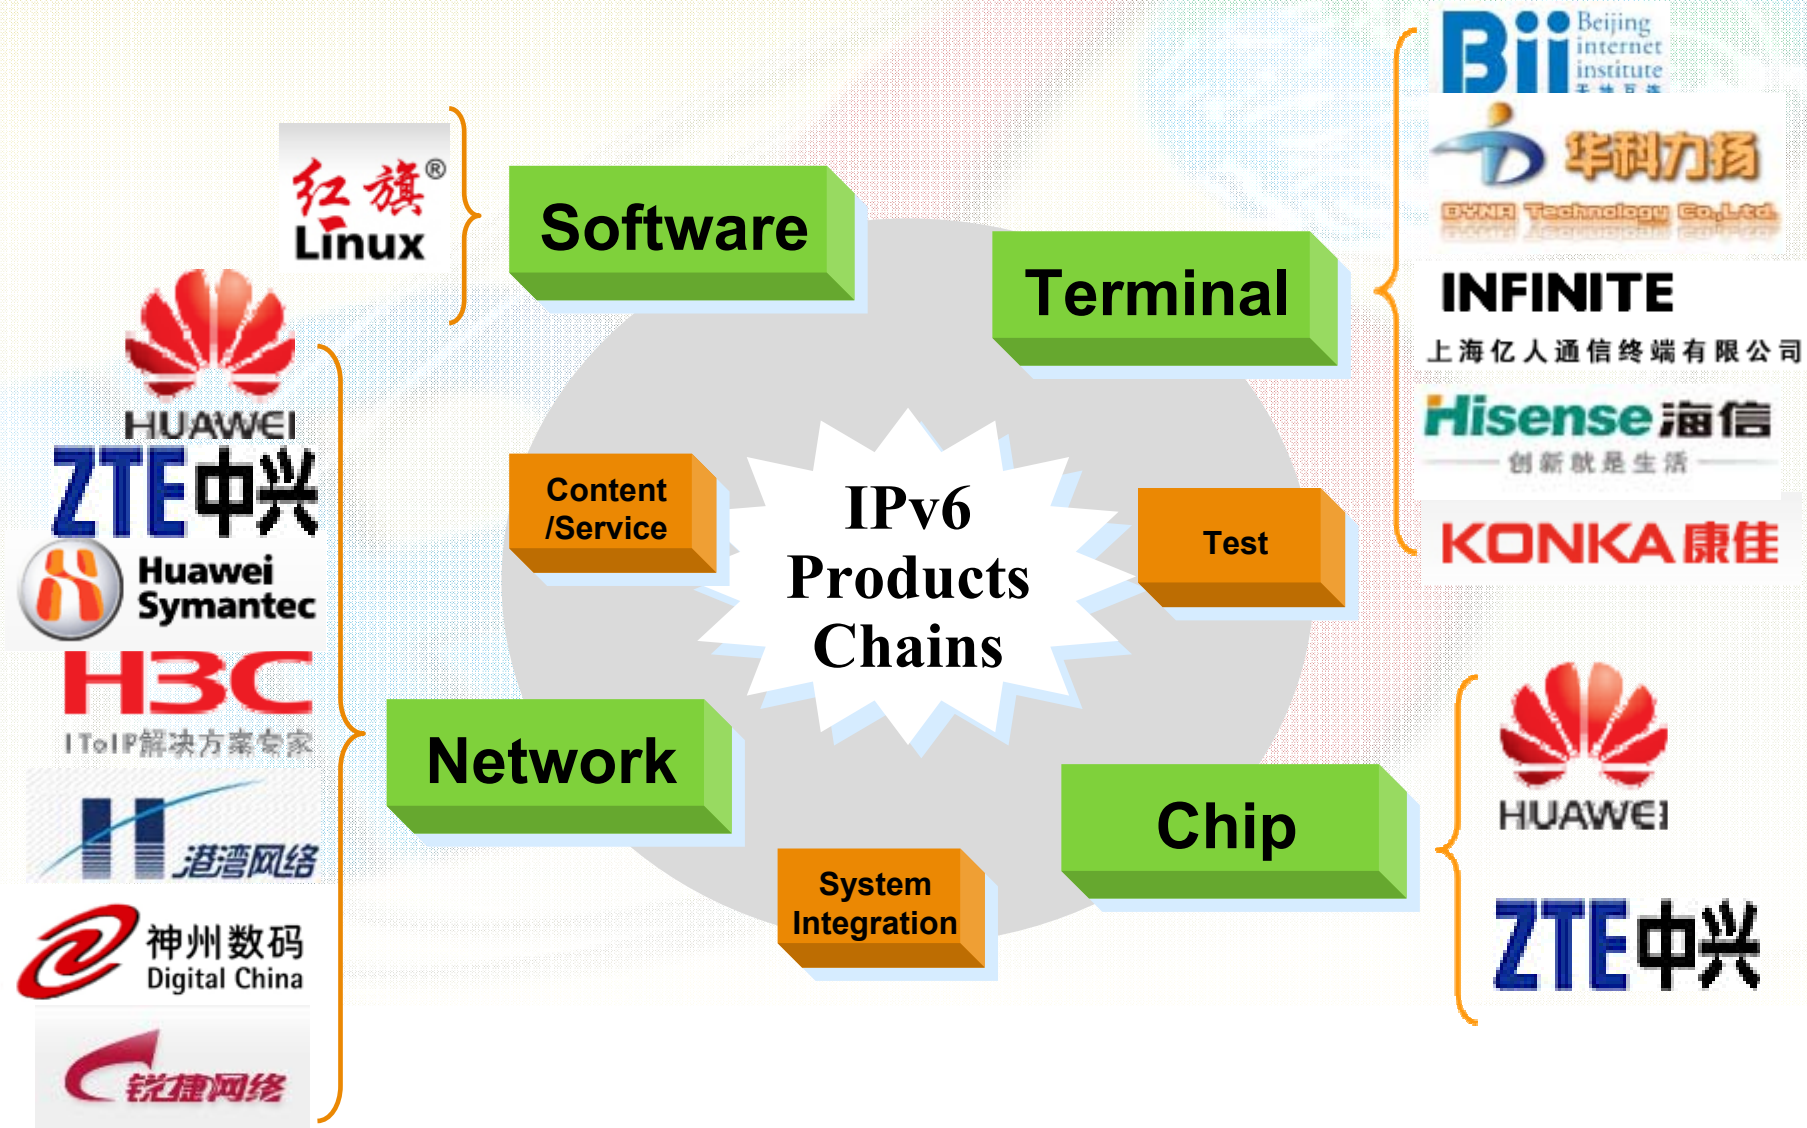 红旗®
Linux
Software
HUAWEI
ZTE中兴
Huawei
Symantec
H3C
IToIP解决方案专家
港湾网络
神州数码
Digital China
锐捷网络
Network
Content
/Service
IPv6
Products
Chains
System
Integration
Terminal
Bii Beijing
internet
institute
天地互连
华科力扬
DYNA Technology Co.,Ltd.
INFINITE
上海亿人通信终端有限公司
Hisense海信
创新就是生活
KONKA康佳
Test
Chip
HUAWEI
ZTE中兴